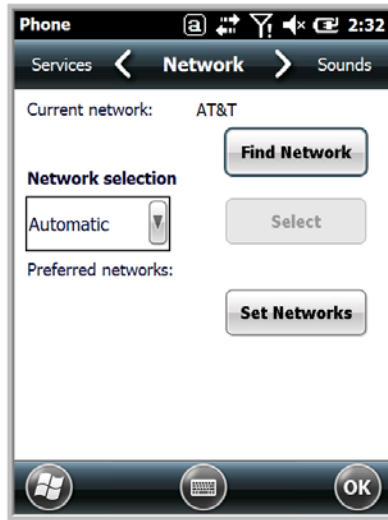 Phone a 2:32
Services Network Sounds
Current network: AT&T
Find Network
Network selection
Automatic Select
Preferred networks:
Set Networks
OK